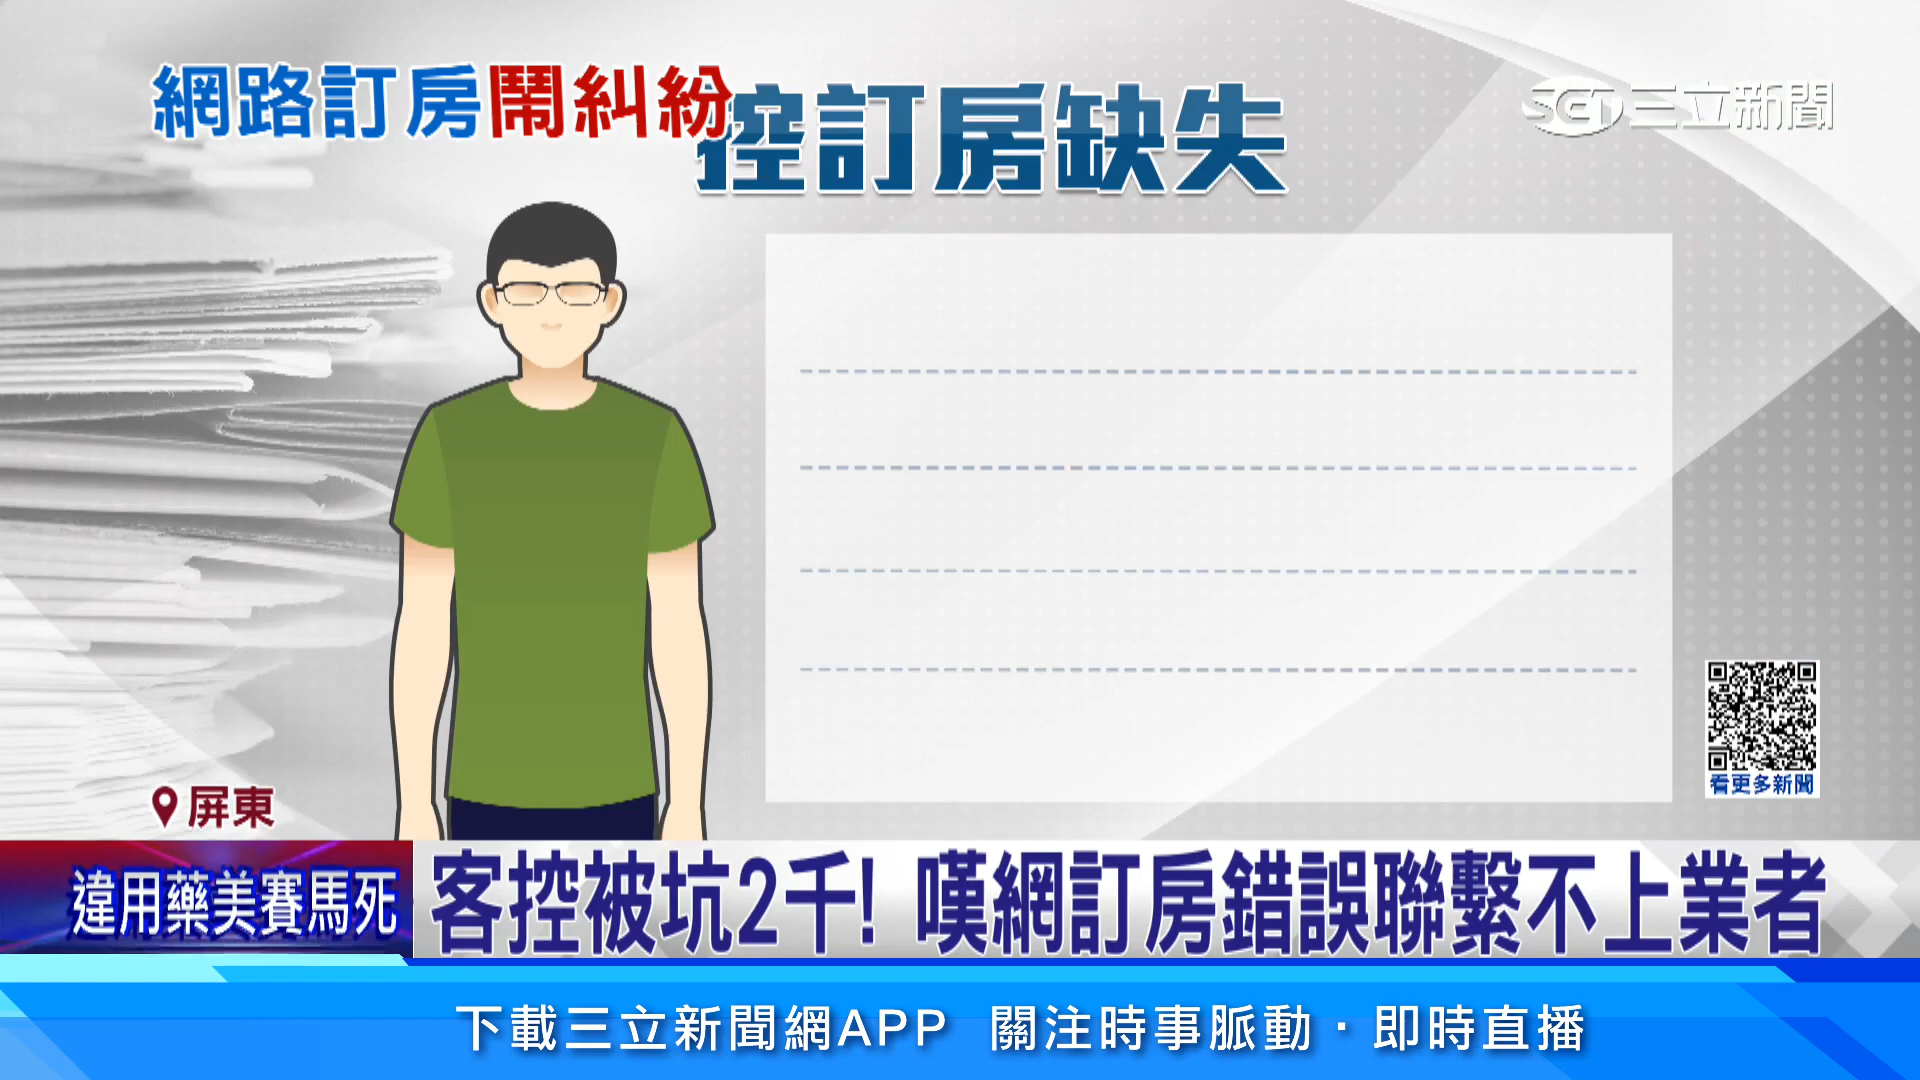 網路訂房鬧糾紛
控訂房缺失
SET三立新聞
看更多新聞
屏東
違用藥美賽馬死
客控被坑2千! 嘆網訂房錯誤聯繫不上業者
下載三立新聞網APP 關注時事脈動·即時直播